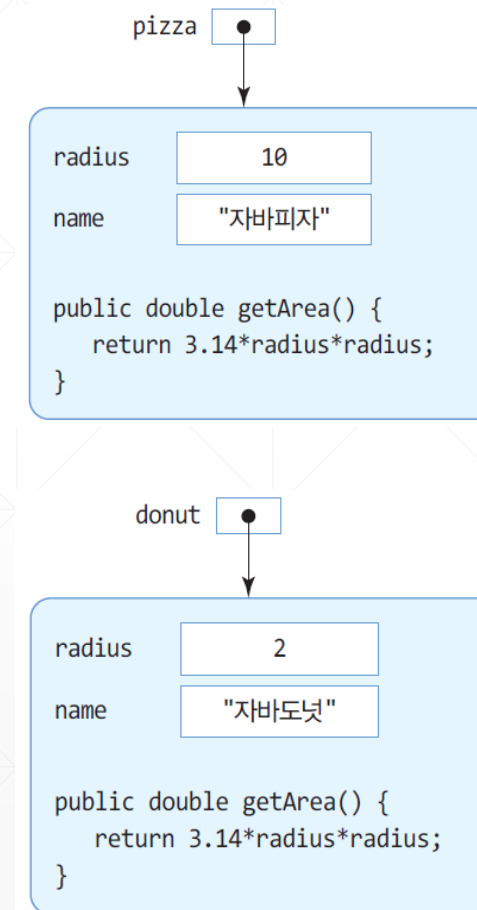 pizza
radius 10
name "자바피자"
public double getArea() {
return 3.14*radius*radius;
}
donut
radius 2
name "자바도넛"
public double getArea() {
return 3.14*radius*radius;
}